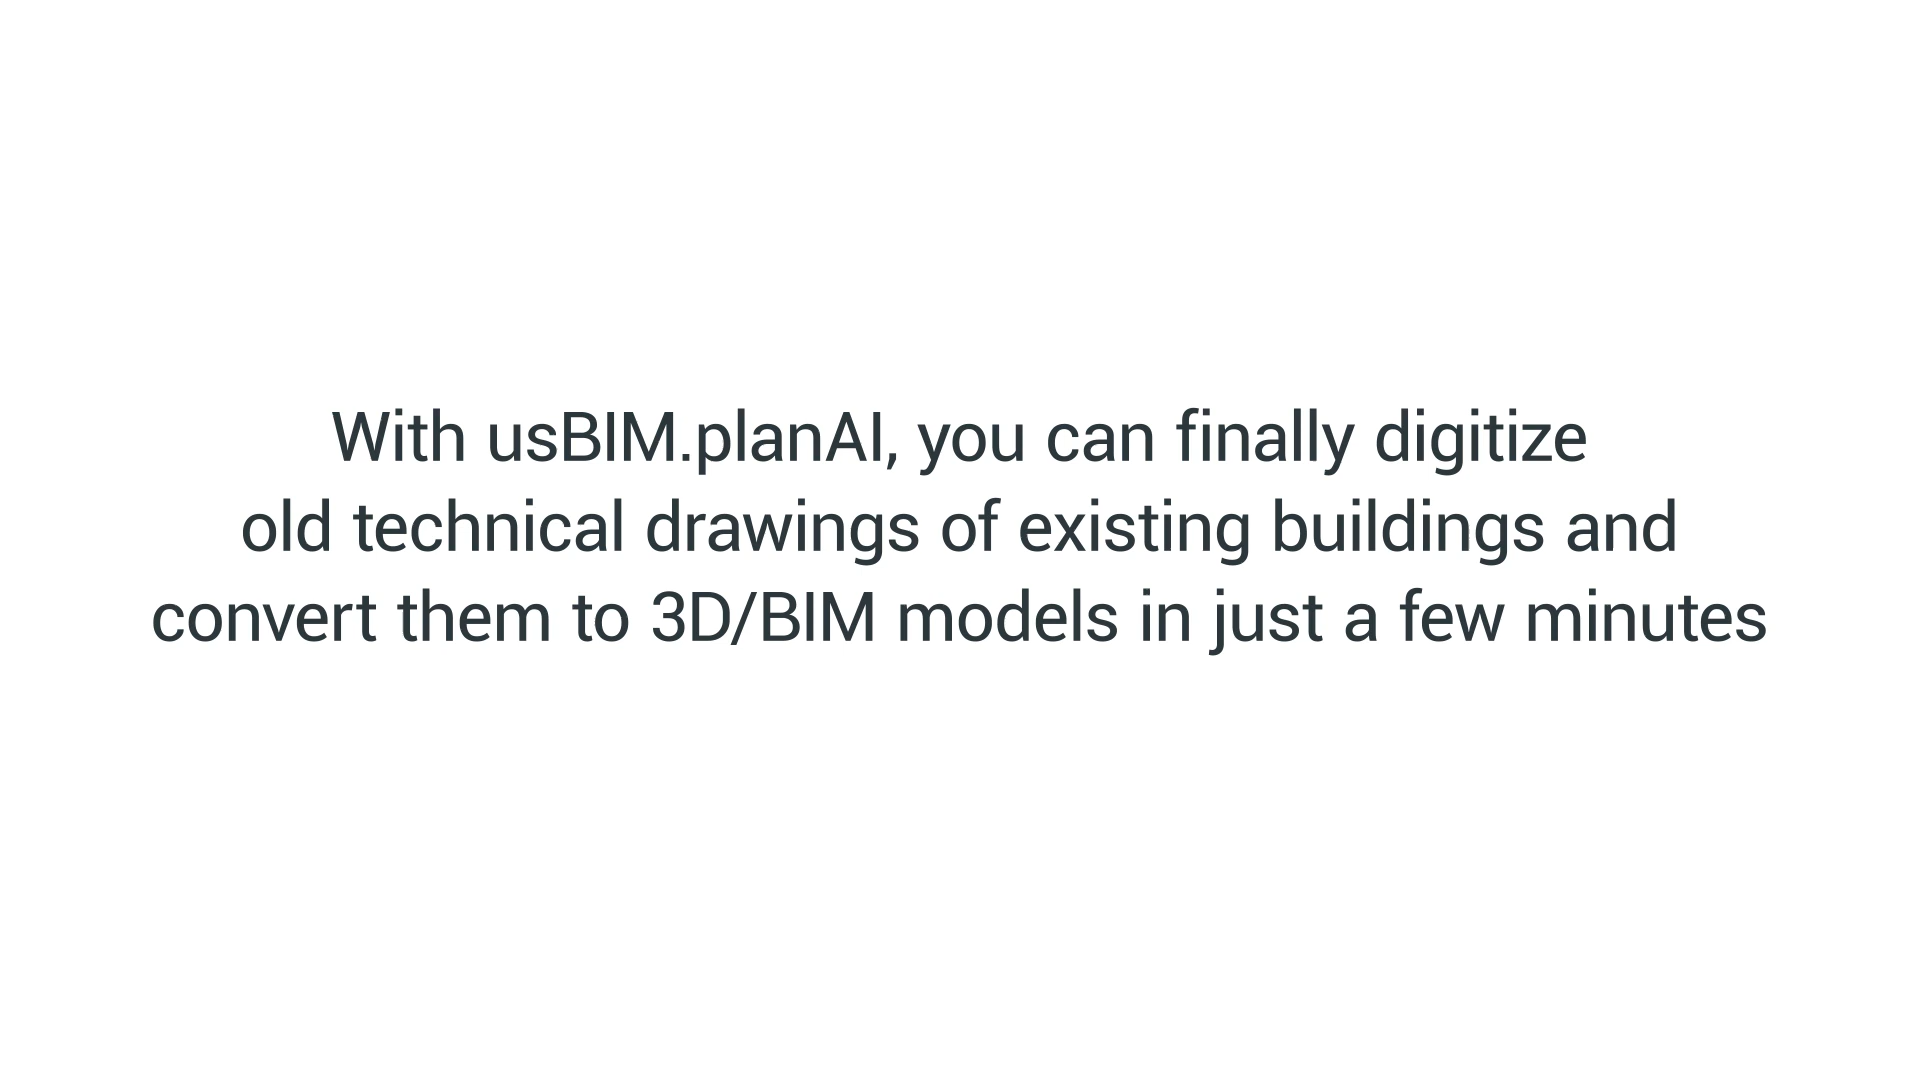 With usBIM.planAI, you can finally digitize
old technical drawings of existing buildings and
convert them to 3D/BIM models in just a few minutes